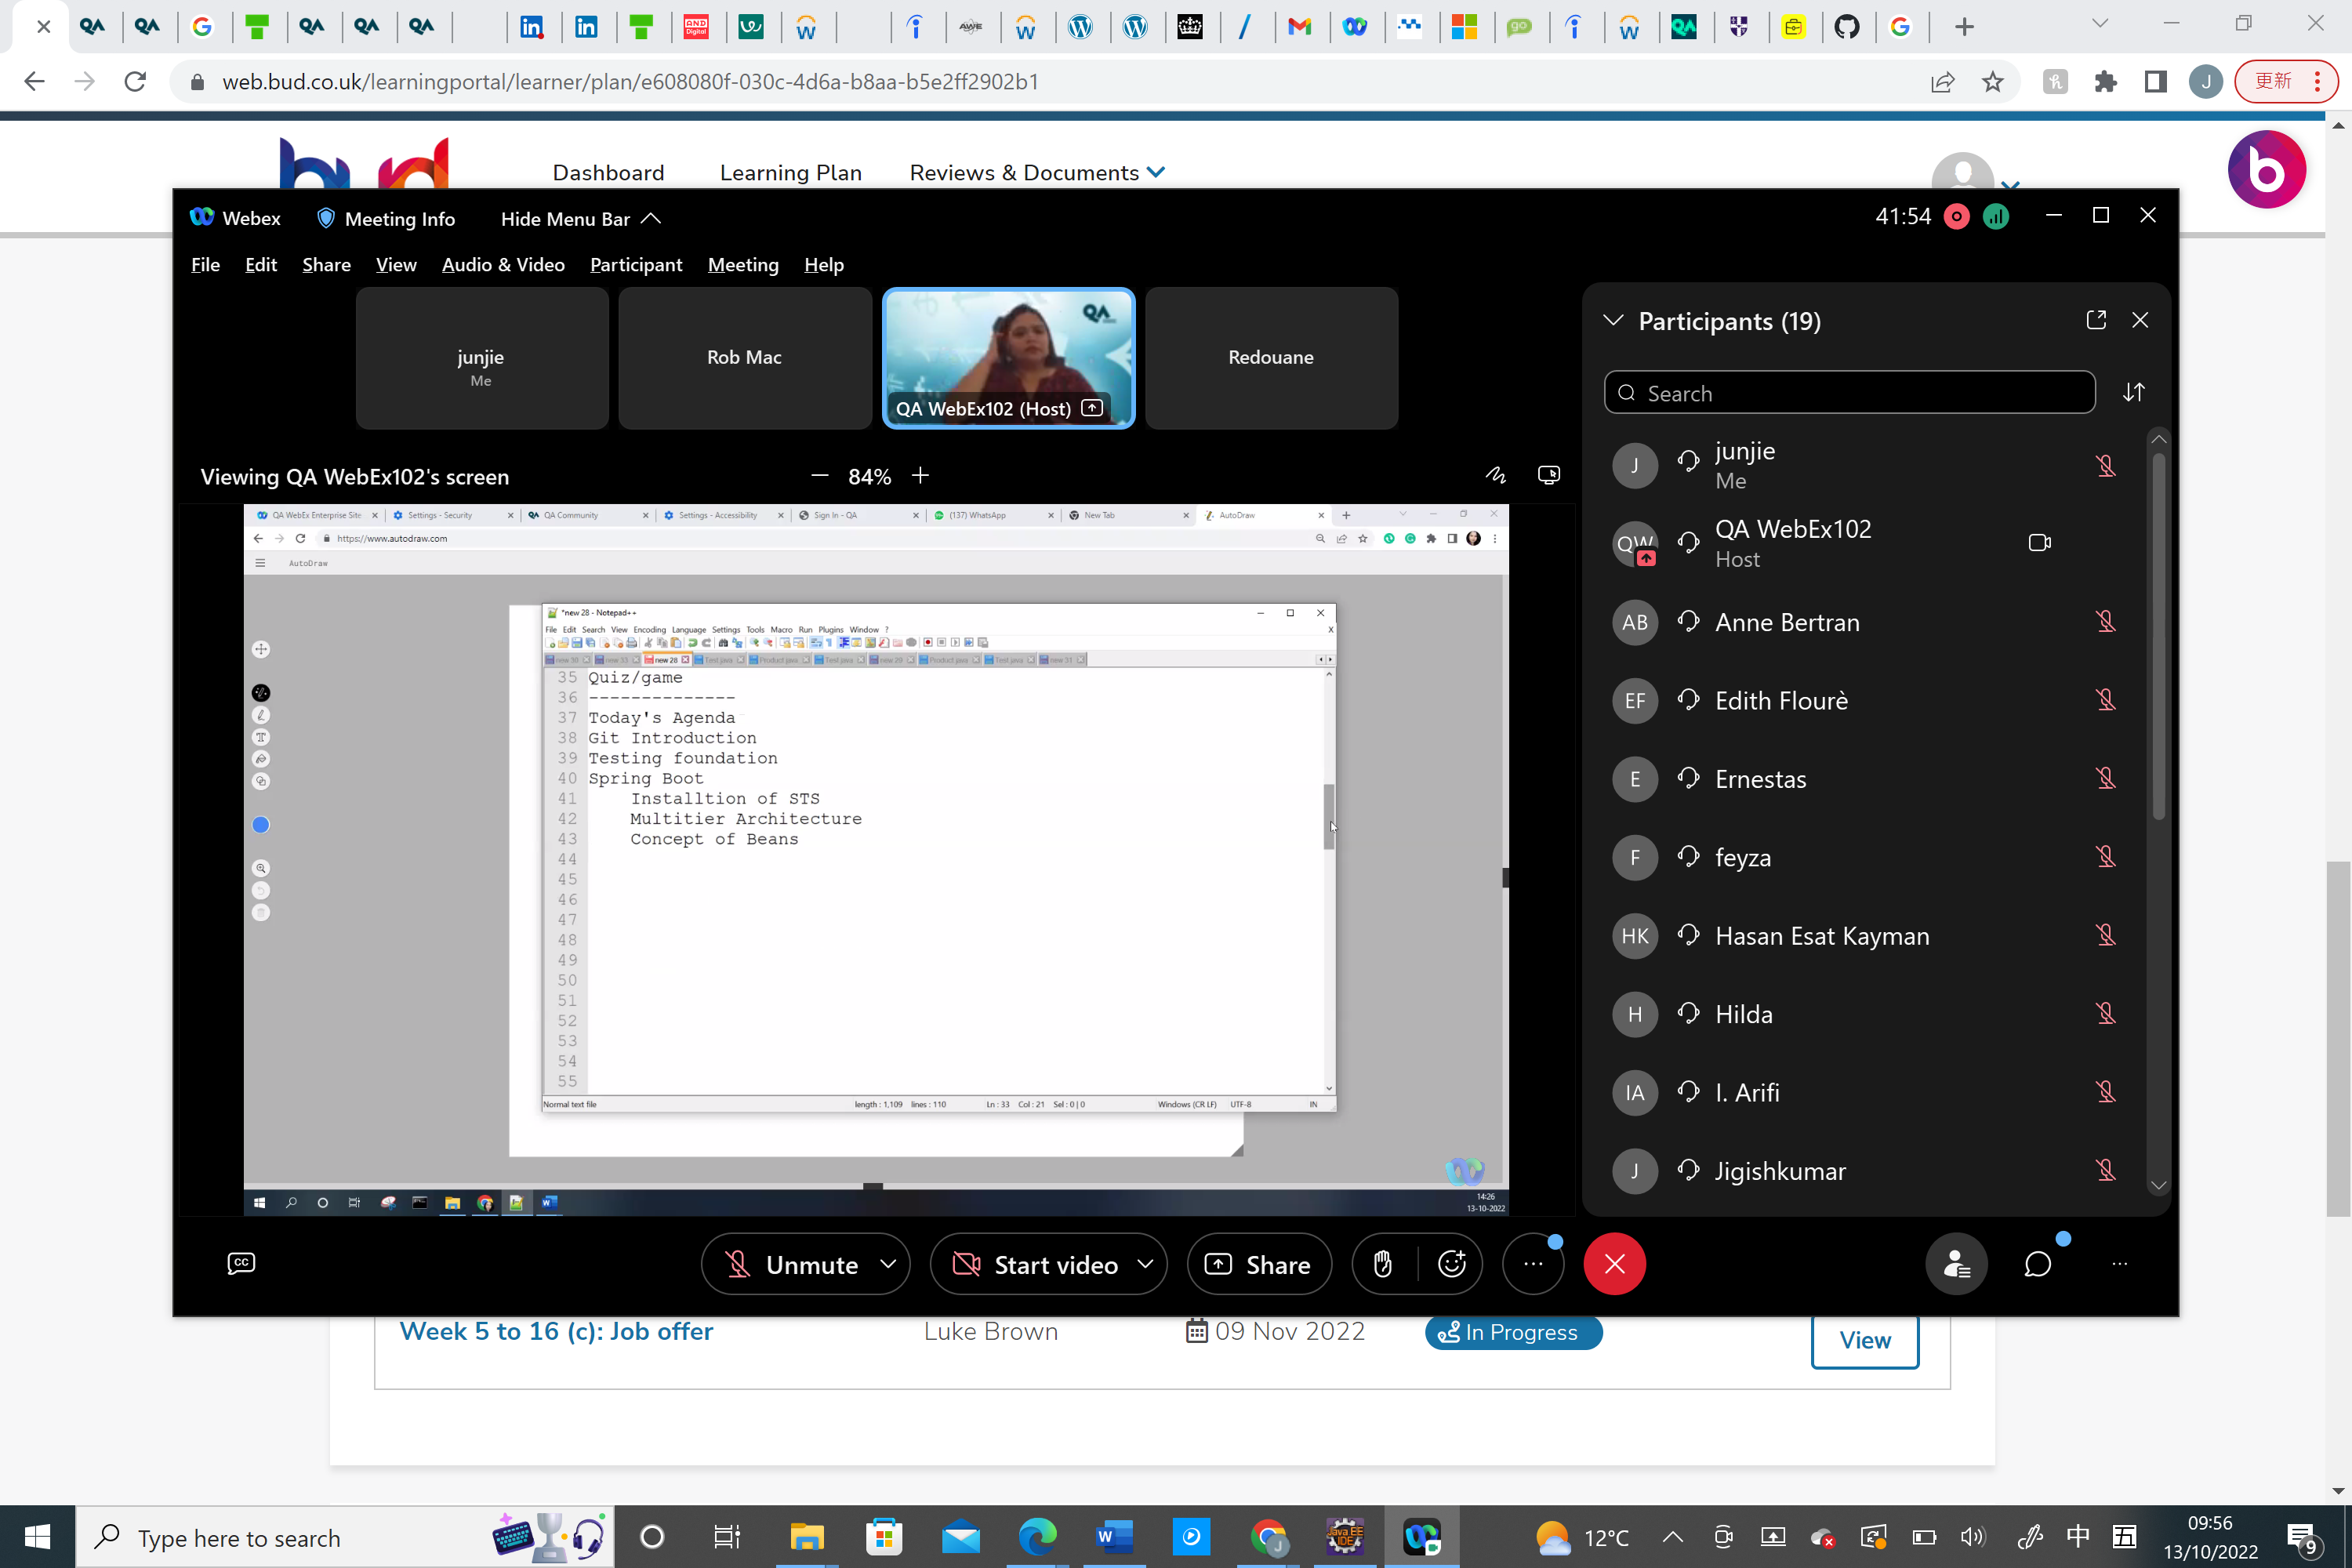 web.bud.co.uk/learningportal/learner/plan/e608080f-030c-4d6a-b8aa-b5e2ff2902b1
J
更新
Dashboard
Learning Plan
Reviews & Documents
Webex
Meeting Info
Hide Menu Bar
41:54
File Edit Share View Audio & Video Participant Meeting Help
junjie
Me
Rob Mac
QA
QA WebEx102 (Host)
Redouane
Viewing QA WebEx102's screen
84%
QA WebEx Enterprise Site
Settings - Security
QA Community
Settings - Accessibility
Sign In - QA
(137) WhatsApp
New Tab
AutoDraw
https://www.autodraw.com
AutoDraw
*new 28 - Notepad++
File Edit Search View Encoding Language Settings Tools Macro Run Plugins Window ?
new 28
35 Quiz/game
36 --------------
37 Today's Agenda
38 Git Introduction
39 Testing foundation
40 Spring Boot
41 Installtion of STS
42 Multitier Architecture
43 Concept of Beans
44
45
46
47
48
49
50
51
52
53
54
55
Normal text file
length : 1,109 lines : 110
Ln : 33 Col : 21 Sel : 0 | 0
Windows (CR LF)
UTF-8
IN
14:26
13-10-2022
Participants (19)
Search
J
junjie
Me
QW
QA WebEx102
Host
AB
Anne Bertran
EF
Edith Flourè
E
Ernestas
F
feyza
HK
Hasan Esat Kayman
H
Hilda
IA
I. Arifi
J
Jigishkumar
CC
Unmute
Start video
Share
Week 5 to 16 (c): Job offer
Luke Brown
09 Nov 2022
In Progress
View
Type here to search
12°C
中
五
09:56
13/10/2022
9